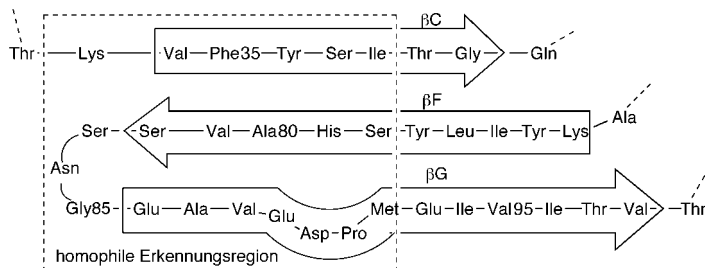 βC
Thr Lys Val Phe35 Tyr Ser Ile Thr Gly Gln
βF
Ser Ser Val Ala80 His Ser Tyr Leu Ile Tyr Lys Ala
Asn
βG
Gly85 Glu Ala Val Glu Asp Pro Met Glu Ile Val95 Ile Thr Val Thr
homophile Erkennungsregion